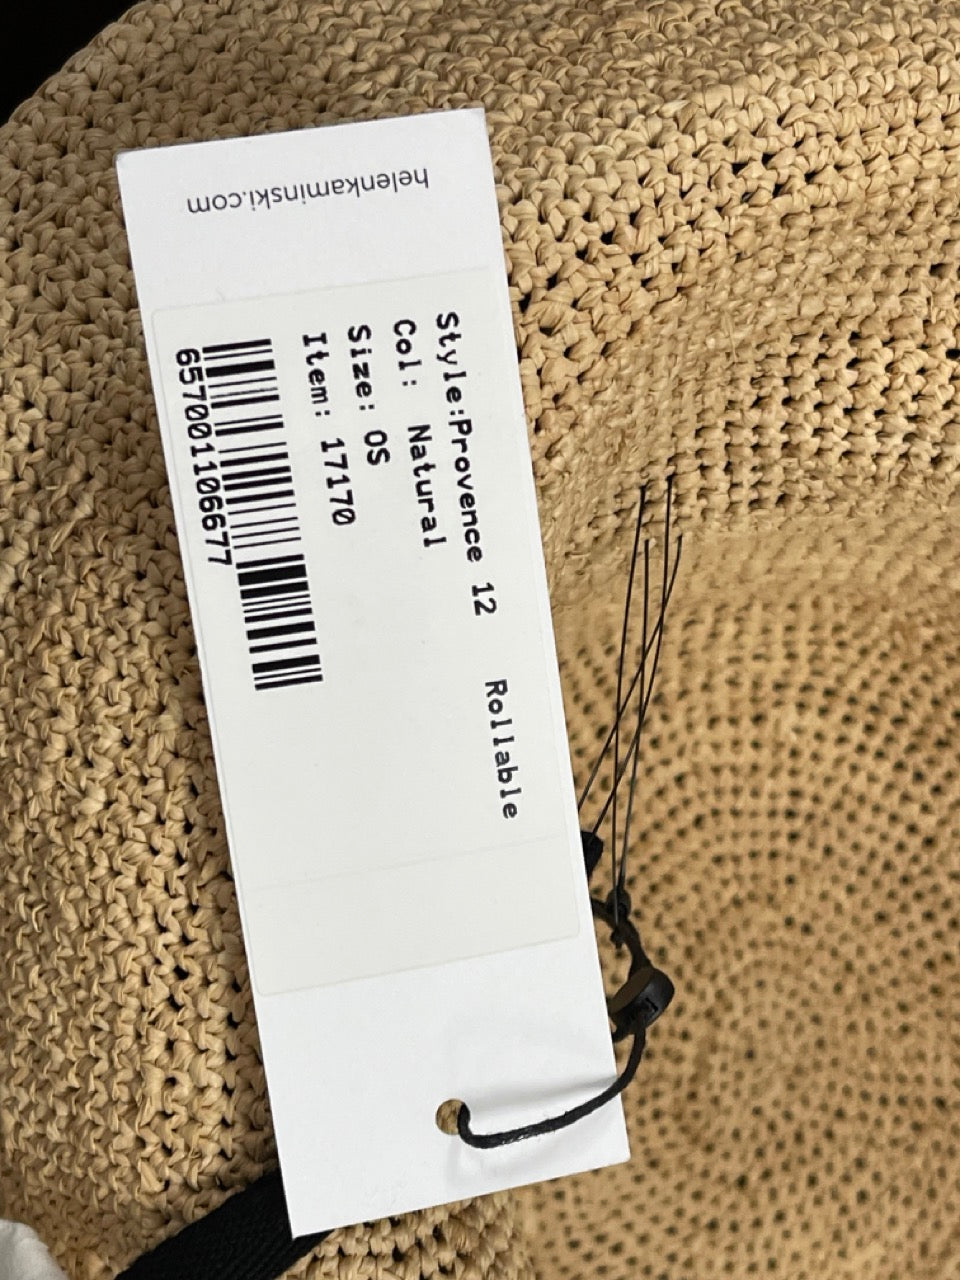 helenkaminski.com
Style:Provence 12 Rollable
Col: Natural
Size: OS
Item: 17170
657001106677